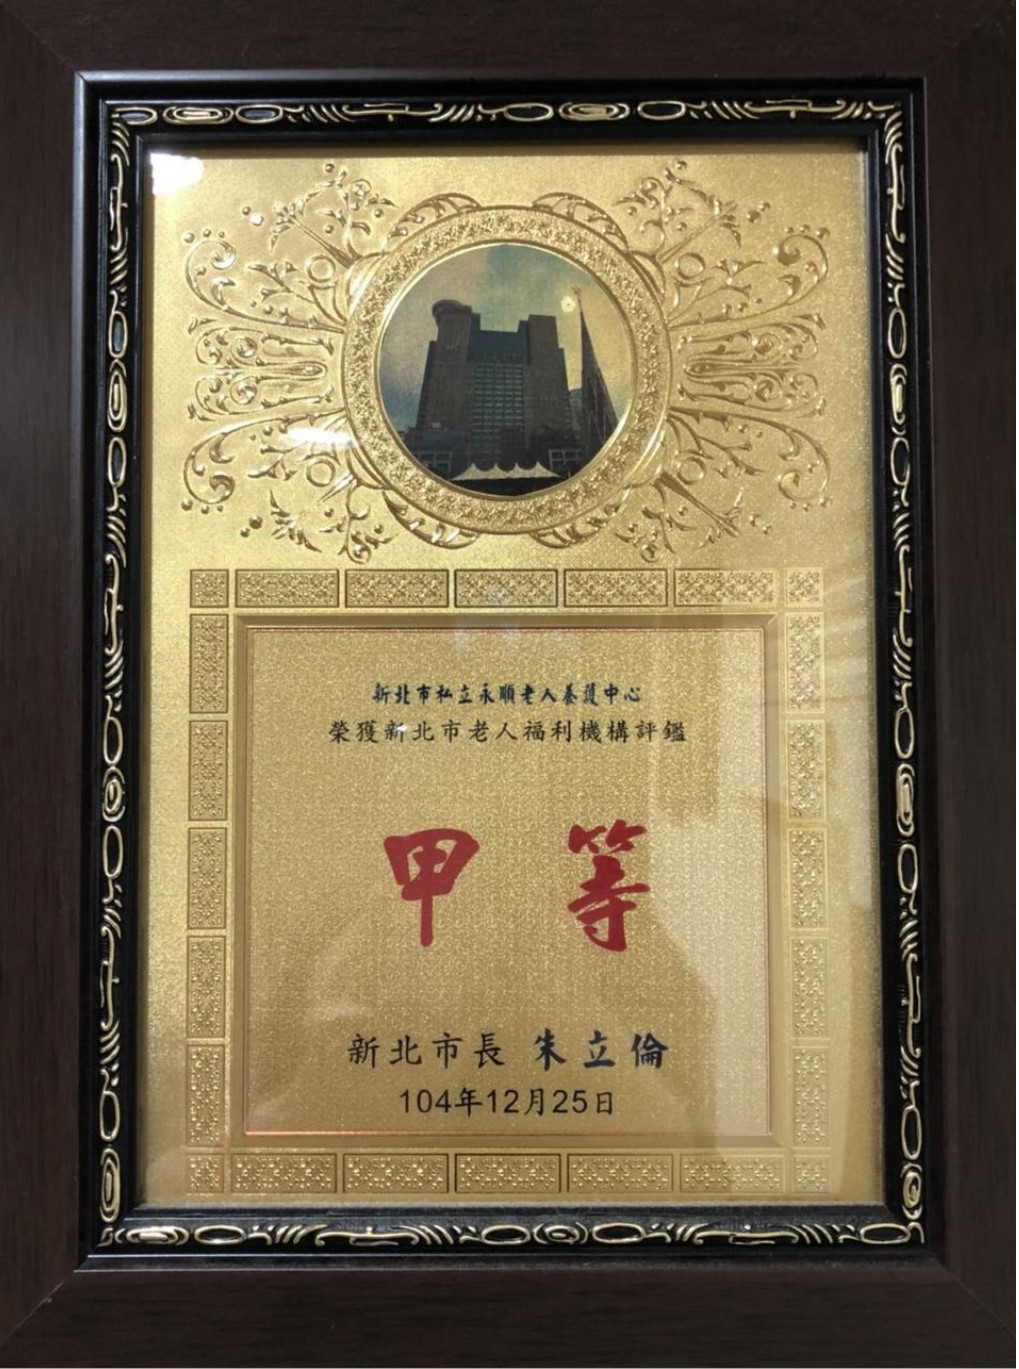 新北市私立永順老人養護中心
榮獲新北市老人福利機構評鑑
甲等
新北市長 朱立倫
104年12月25日